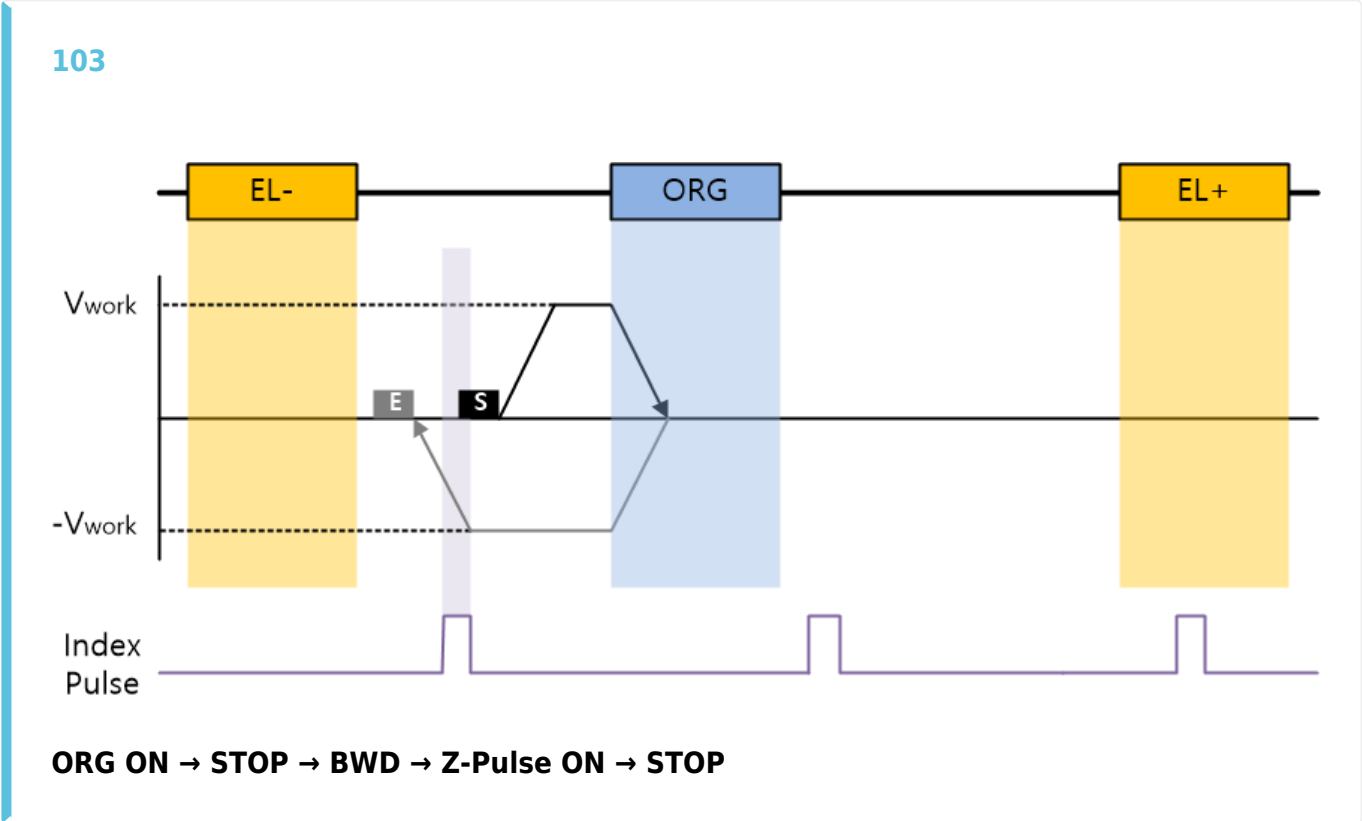 103
EL-
ORG
EL+
Vwork
E
S
-Vwork
Index
Pulse
ORG ON → STOP → BWD → Z-Pulse ON → STOP